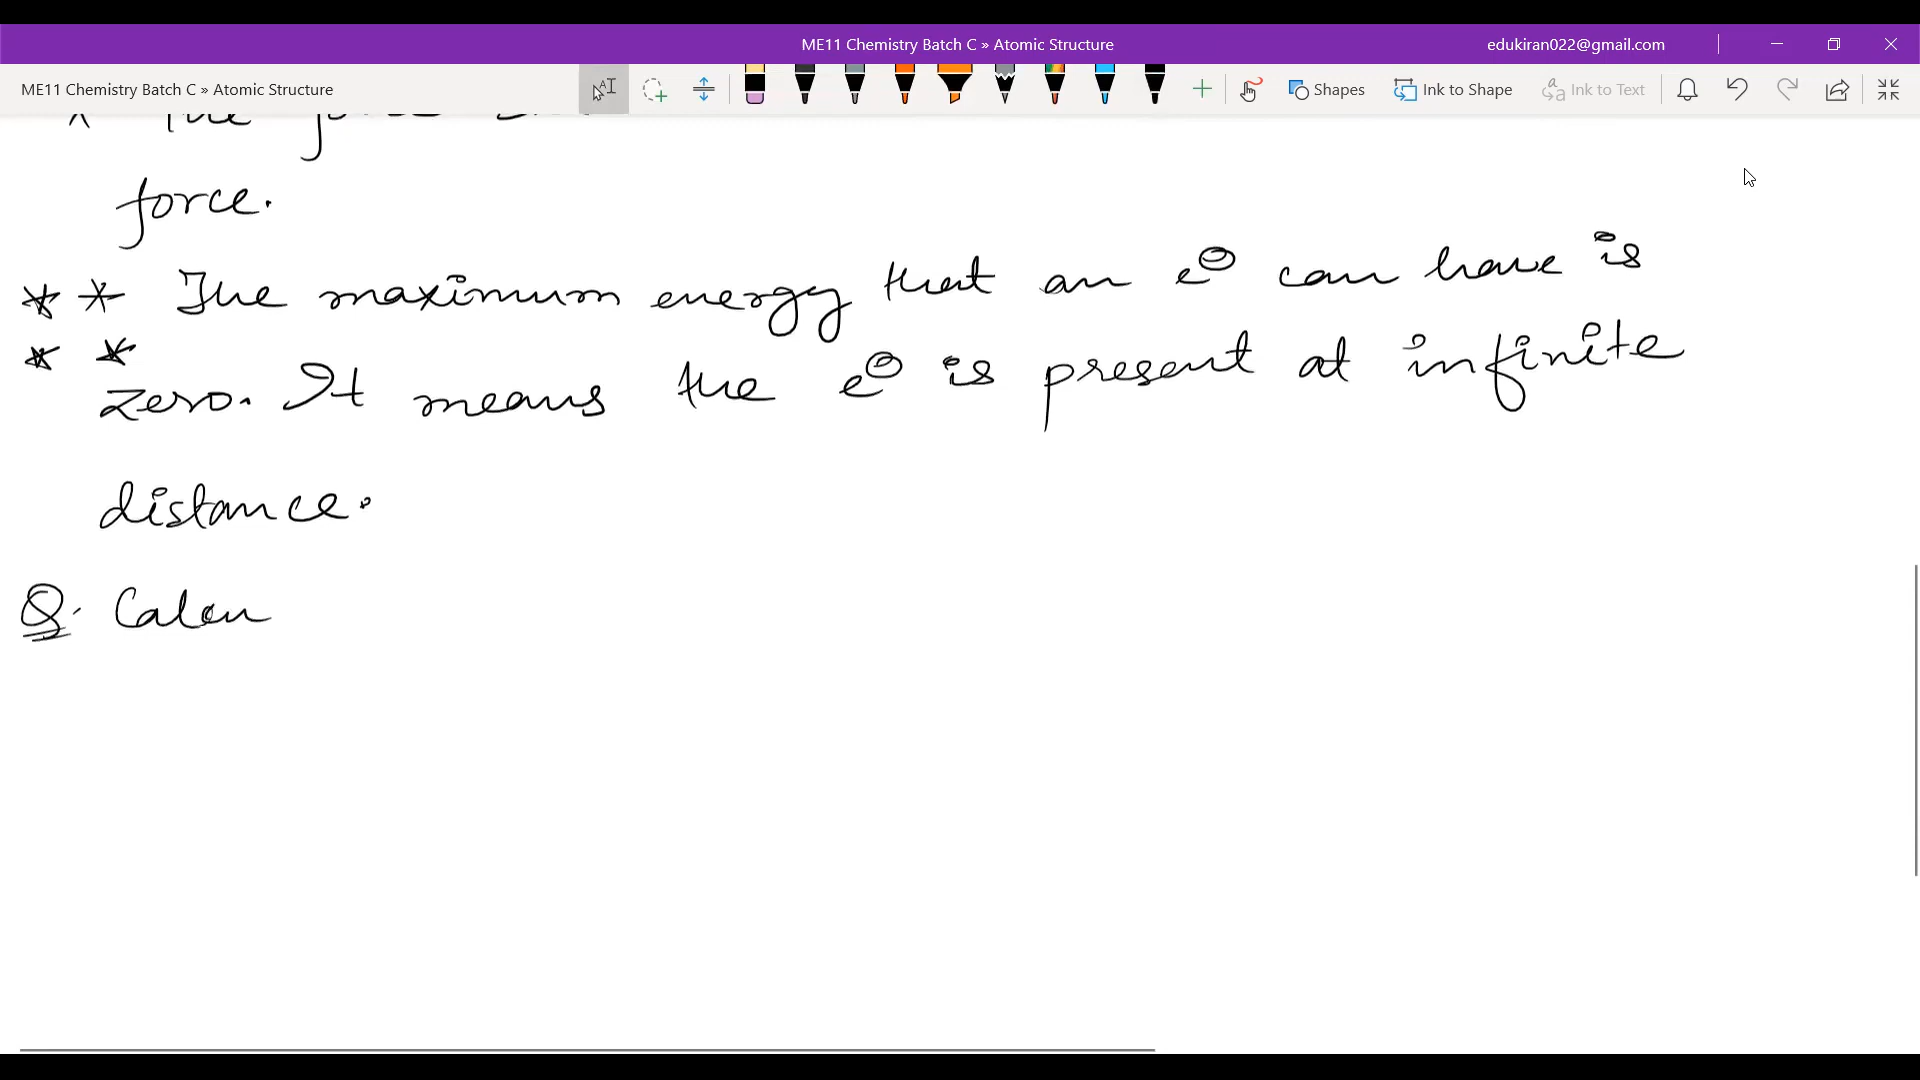 ME11 Chemistry Batch C » Atomic Structure
edukiran022@gmail.com
ME11 Chemistry Batch C » Atomic Structure
Shapes
Ink to Shape
Ink to Text
* The force
force.
** The maximum energy that an e⊖ can have is
** zero. It means the e⊖ is present at infinite
distance.
Q. Calcu